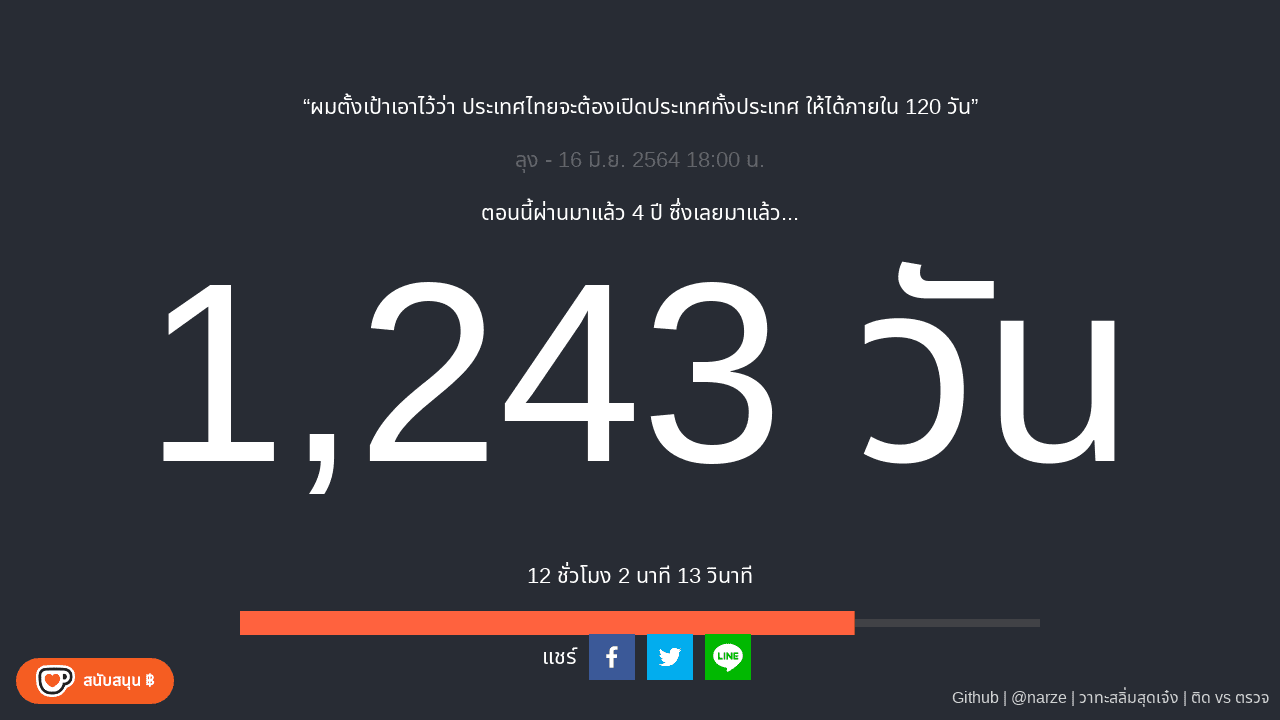 “ผมตั้งเป้าเอาไว้ว่า ประเทศไทยจะต้องเปิดประเทศทั้งประเทศ ให้ได้ภายใน 120 วัน”
ลุง - 16 มิ.ย. 2564 18:00 น.
ตอนนี้ผ่านมาแล้ว 4 ปี ซึ่งเลยมาแล้ว...
1,243 วัน
12 ชั่วโมง 2 นาที 13 วินาที
แชร์
LINE
สนับสนุน ฿
Github | @narze | วาทะสลิ่มสุดเจ๋ง | ติด vs ตรวจ